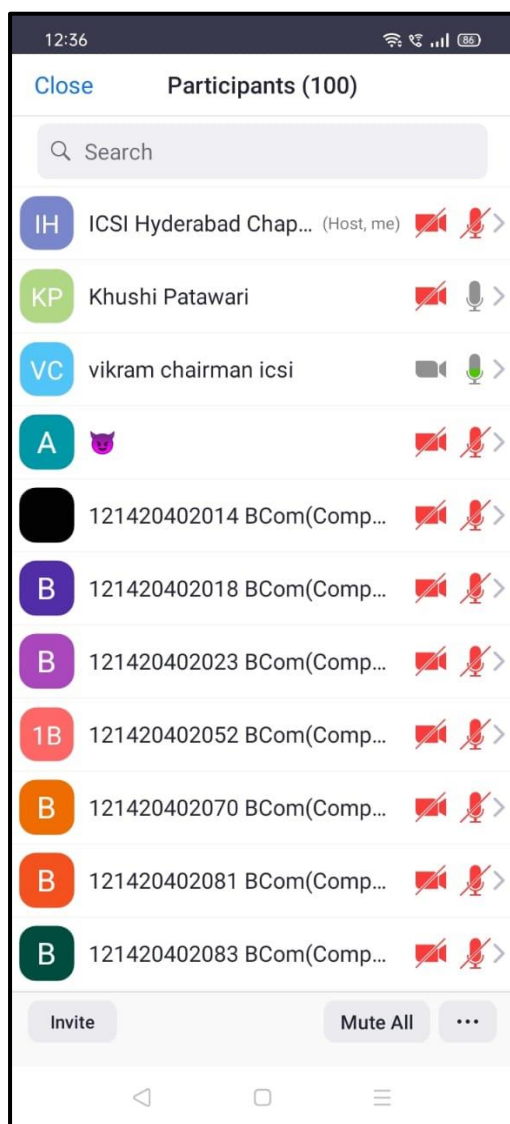 12:36 86
Close Participants (100)
Search
IH ICSI Hyderabad Chap... (Host, me)
KP Khushi Patawari
VC vikram chairman icsi
A 😈
121420402014 BCom(Comp...
B 121420402018 BCom(Comp...
B 121420402023 BCom(Comp...
1B 121420402052 BCom(Comp...
B 121420402070 BCom(Comp...
B 121420402081 BCom(Comp...
B 121420402083 BCom(Comp...
Invite Mute All ...